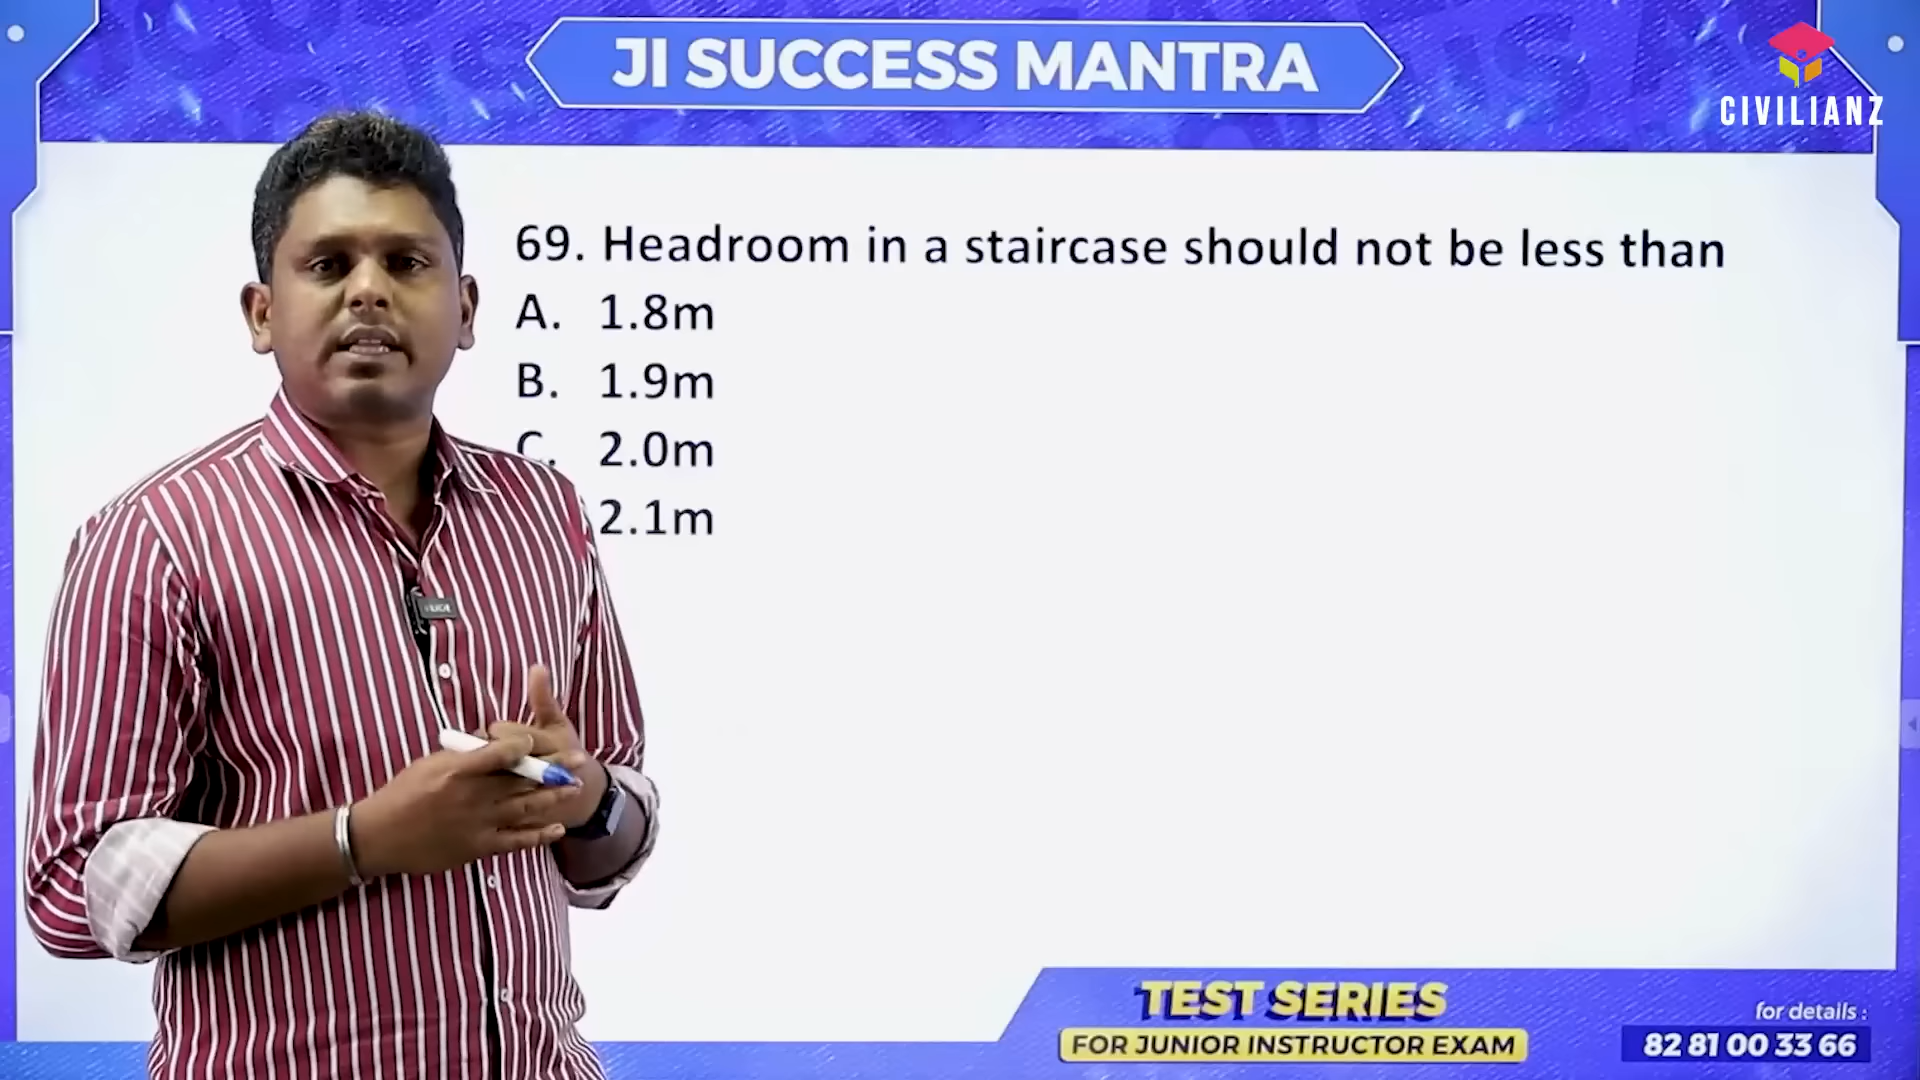 JI SUCCESS MANTRA
CIVILIANZ
69. Headroom in a staircase should not be less than
A. 1.8m
B. 1.9m
C. 2.0m
2.1m
TEST SERIES
FOR JUNIOR INSTRUCTOR EXAM
for details :
82 81 00 33 66